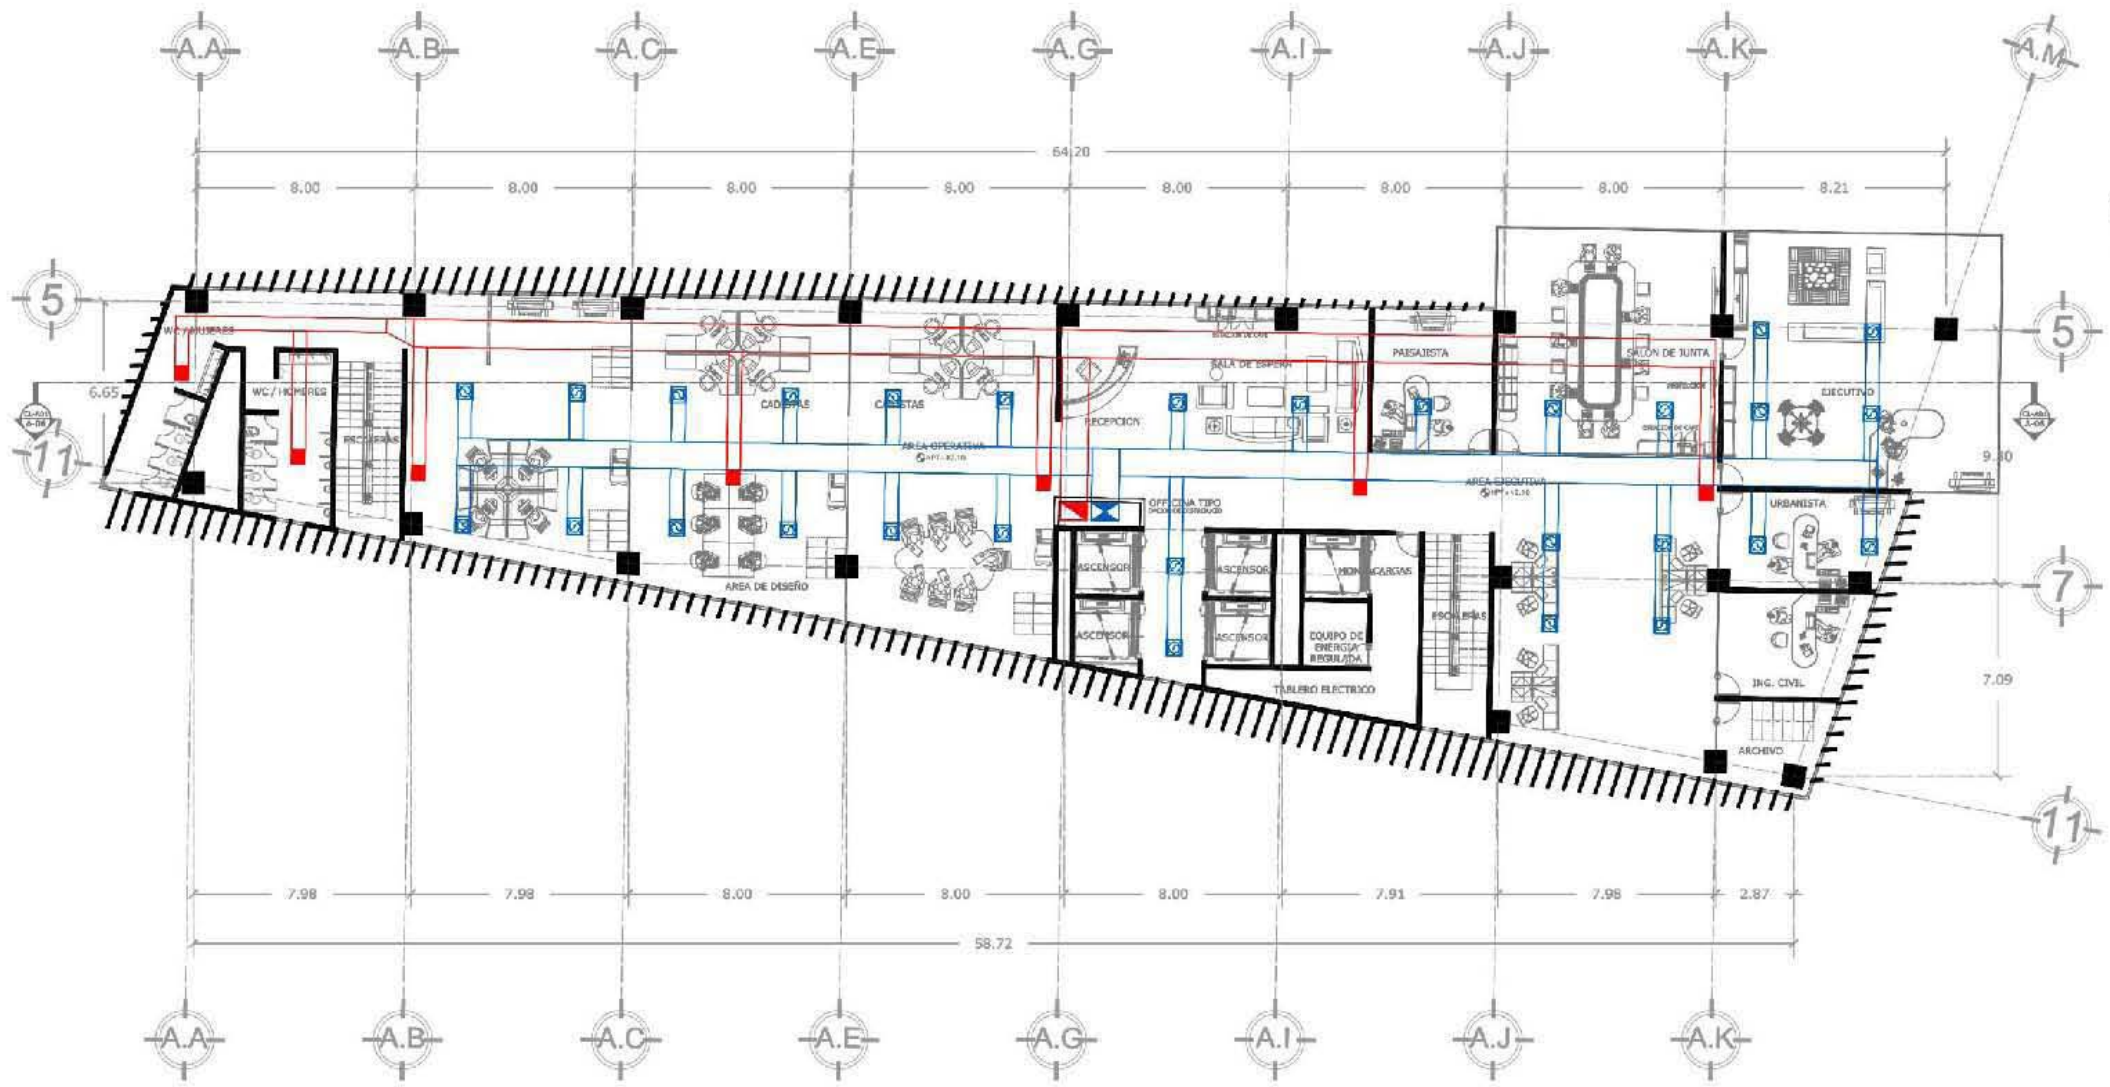 A.A
A.B
A.C
A.E
A.G
A.I
A.J
A.K
A.M
64.20
8.00
8.00
8.00
8.00
8.00
8.00
8.00
8.21
5
5
WC / MUJERES
PAISAJISTA
SALON DE JUNTA
SALA DE ESPERA
6.65
WC / HOMBRES
EJECUTIVO
CADISTAS
CADISTAS
RECEPCION
ESCALERAS
AREA OPERATIVA
11
9.30
AREA EJECUTIVA
OFICINA TIPO
URBANISTA
ASCENSOR
ASCENSOR
MONTACARGAS
AREA DE DISEÑO
7
ESCALERAS
ASCENSOR
ASCENSOR
EQUIPO DE
ENERGIA
REGULADA
7.09
TABLERO ELECTRICO
ING. CIVIL
ARCHIVO
11
7.98
7.98
8.00
8.00
8.00
7.91
7.98
2.87
58.72
A.A
A.B
A.C
A.E
A.G
A.I
A.J
A.K